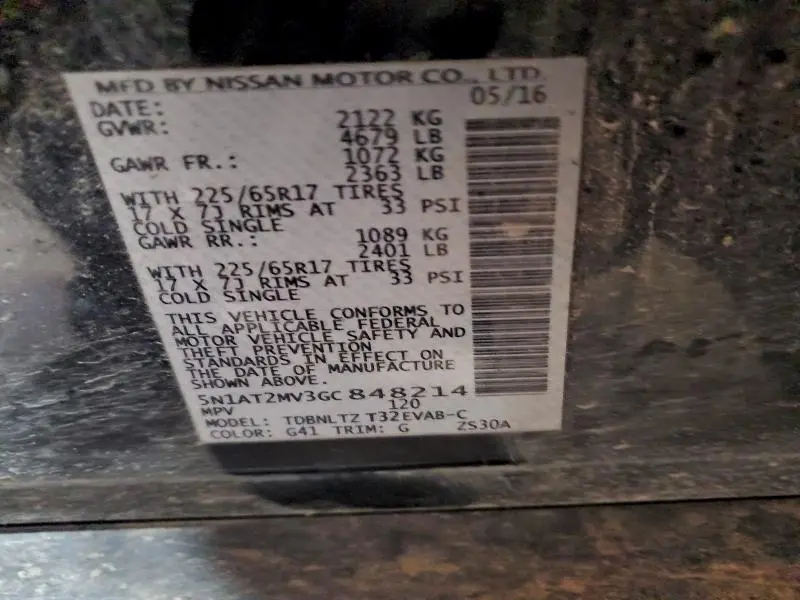 MFD BY NISSAN MOTOR CO., LTD.
DATE: 05/16
GVWR: 2122 KG
4679 LB
GAWR FR.: 1072 KG
2363 LB
WITH 225/65R17 TIRES
17 X 7J RIMS AT 33 PSI
COLD SINGLE
GAWR RR.: 1089 KG
2401 LB
WITH 225/65R17 TIRES
17 X 7J RIMS AT 33 PSI
COLD SINGLE
THIS VEHICLE CONFORMS TO
ALL APPLICABLE FEDERAL
MOTOR VEHICLE SAFETY AND
THEFT PREVENTION
STANDARDS IN EFFECT ON
THE DATE OF MANUFACTURE
SHOWN ABOVE.
5N1AT2MV3GC848214
MPV 120
MODEL: TDBNLTZ T32EVAB-C
COLOR: G41 TRIM: G ZS30A